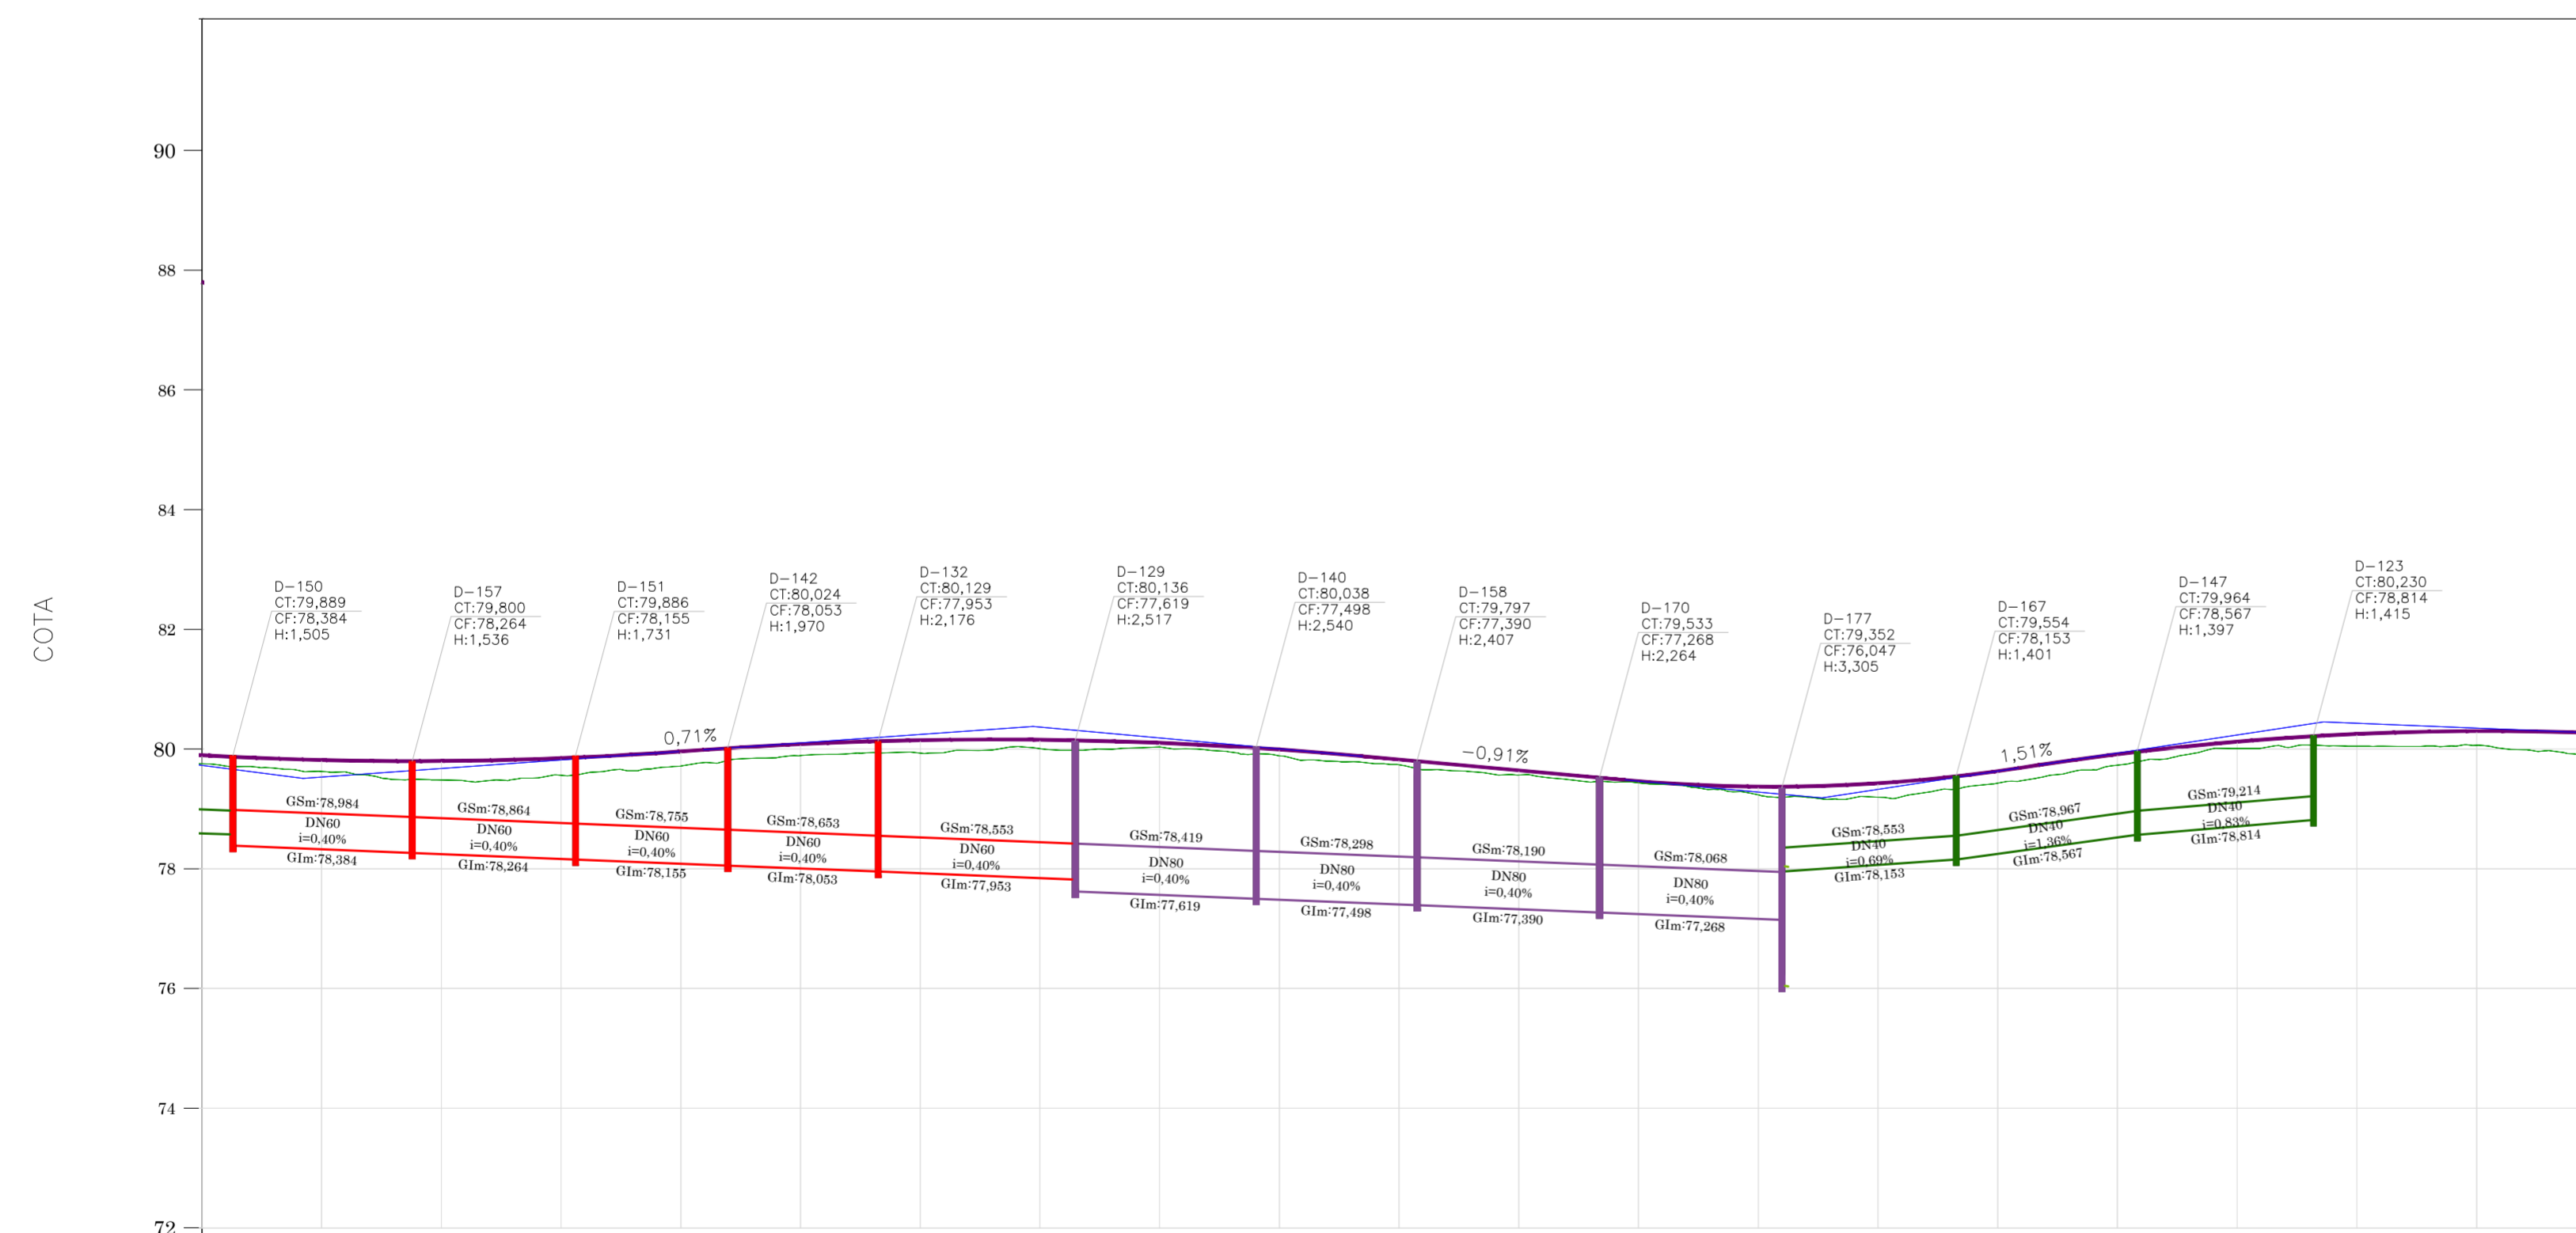 COTA
90
88
86
84
82
80
78
76
74
72
D-150
CT:79,889
CF:78,384
H:1,505
D-157
CT:79,800
CF:78,264
H:1,536
D-151
CT:79,886
CF:78,155
H:1,731
D-142
CT:80,024
CF:78,053
H:1,970
D-132
CT:80,129
CF:77,953
H:2,176
D-129
CT:80,136
CF:77,619
H:2,517
D-140
CT:80,038
CF:77,498
H:2,540
D-158
CT:79,797
CF:77,390
H:2,407
D-170
CT:79,533
CF:77,268
H:2,264
D-177
CT:79,352
CF:76,047
H:3,305
D-167
CT:79,554
CF:78,153
H:1,401
D-147
CT:79,964
CF:78,567
H:1,397
D-123
CT:80,230
CF:78,814
H:1,415
0,71%
-0,91%
1,51%
GSm:78,984
DN60
i=0,40%
GIm:78,384
GSm:78,864
DN60
i=0,40%
GIm:78,264
GSm:78,755
DN60
i=0,40%
GIm:78,155
GSm:78,653
DN60
i=0,40%
GIm:78,053
GSm:78,553
DN60
i=0,40%
GIm:77,953
GSm:78,419
DN80
i=0,40%
GIm:77,619
GSm:78,298
DN80
i=0,40%
GIm:77,498
GSm:78,190
DN80
i=0,40%
GIm:77,390
GSm:78,068
DN80
i=0,40%
GIm:77,268
GSm:78,553
DN40
i=0,69%
GIm:78,153
GSm:78,967
DN40
i=1,36%
GIm:78,567
GSm:79,214
DN40
i=0,83%
GIm:78,814